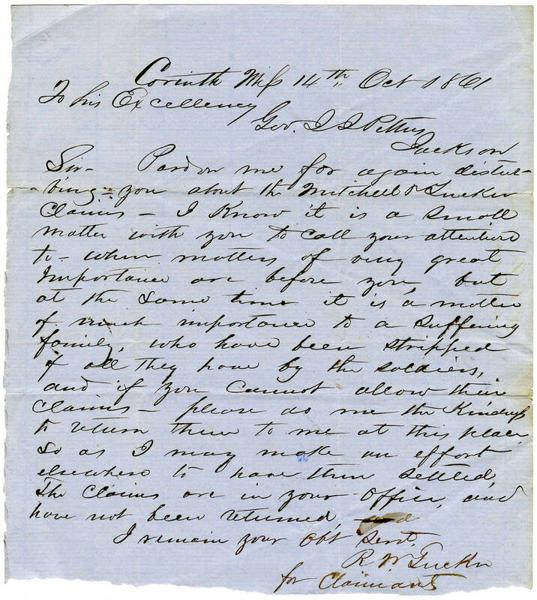 Corinth Miss 14th Oct 1861
To his Excellency
Gov. J J Pettus
Jackson
Sir- Pardon me for again distur-
-bing you about the Mitchell & Tucker
Claims - I Know it is a small
matter with you to call your attention
to - when matters of very great
Importance are before you, but
at the same time it is a matter
of much importance to a suffering
family, who have been stripped
of all they have by the soldiers,
and if you cannot allow their
Claims - please do me the Kindness
to return them to me at this place
so as I may make an effort
elsewhere to have them settled,
The Claims are in your office, and
have not been returned,
I remain your Obt Servt.
R W Tucker
for Claimants